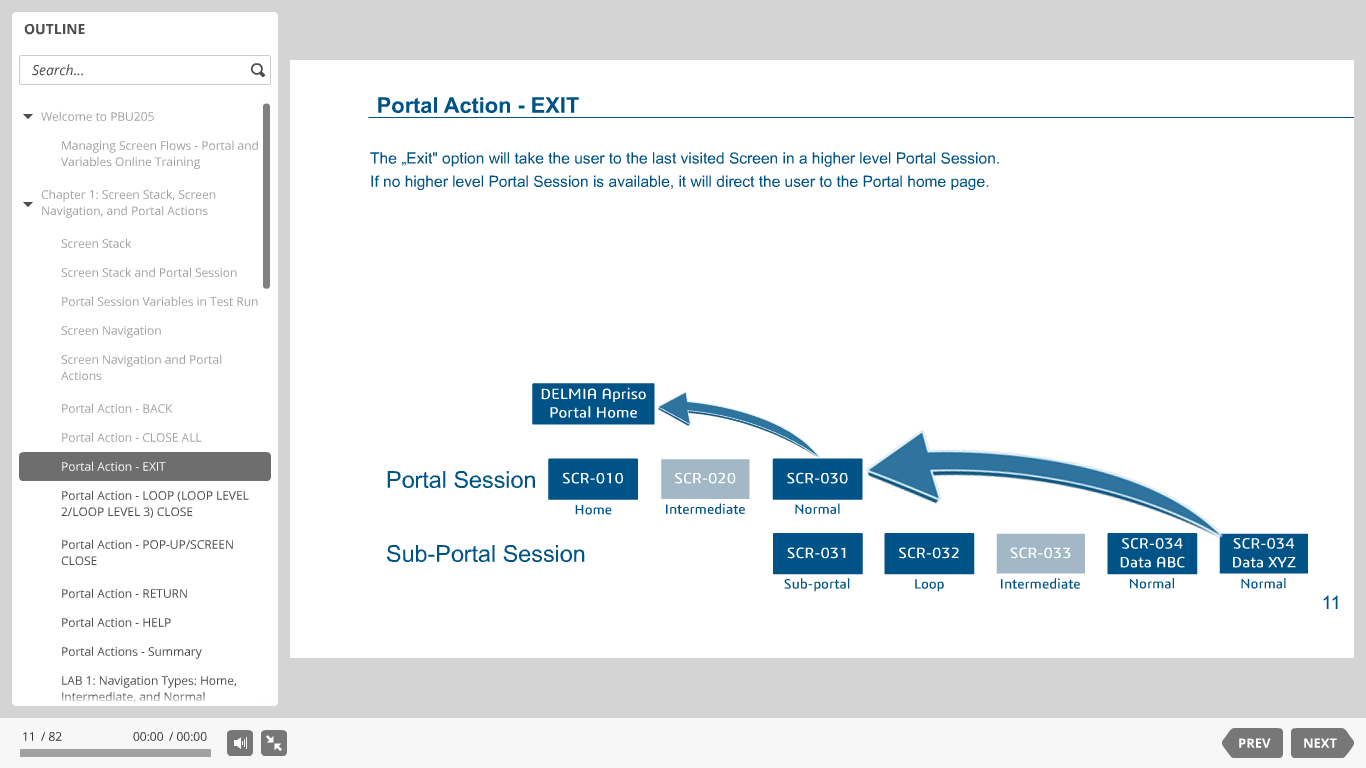 OUTLINE
Search...
Welcome to PBU205
Managing Screen Flows - Portal and
Variables Online Training
Chapter 1: Screen Stack, Screen
Navigation, and Portal Actions
Screen Stack
Screen Stack and Portal Session
Portal Session Variables in Test Run
Screen Navigation
Screen Navigation and Portal
Actions
Portal Action - BACK
Portal Action - CLOSE ALL
Portal Action - EXIT
Portal Action - LOOP (LOOP LEVEL
2/LOOP LEVEL 3) CLOSE
Portal Action - POP-UP/SCREEN
CLOSE
Portal Action - RETURN
Portal Action - HELP
Portal Actions - Summary
LAB 1: Navigation Types: Home,
Intermediate, and Normal
Portal Action - EXIT
The „Exit" option will take the user to the last visited Screen in a higher level Portal Session.
If no higher level Portal Session is available, it will direct the user to the Portal home page.
DELMIA Apriso
Portal Home
Portal Session
SCR-010
SCR-020
SCR-030
Home
Intermediate
Normal
Sub-Portal Session
SCR-031
SCR-032
SCR-033
SCR-034
Data ABC
SCR-034
Data XYZ
Sub-portal
Loop
Intermediate
Normal
Normal
11
11 / 82
00:00 / 00:00
PREV
NEXT